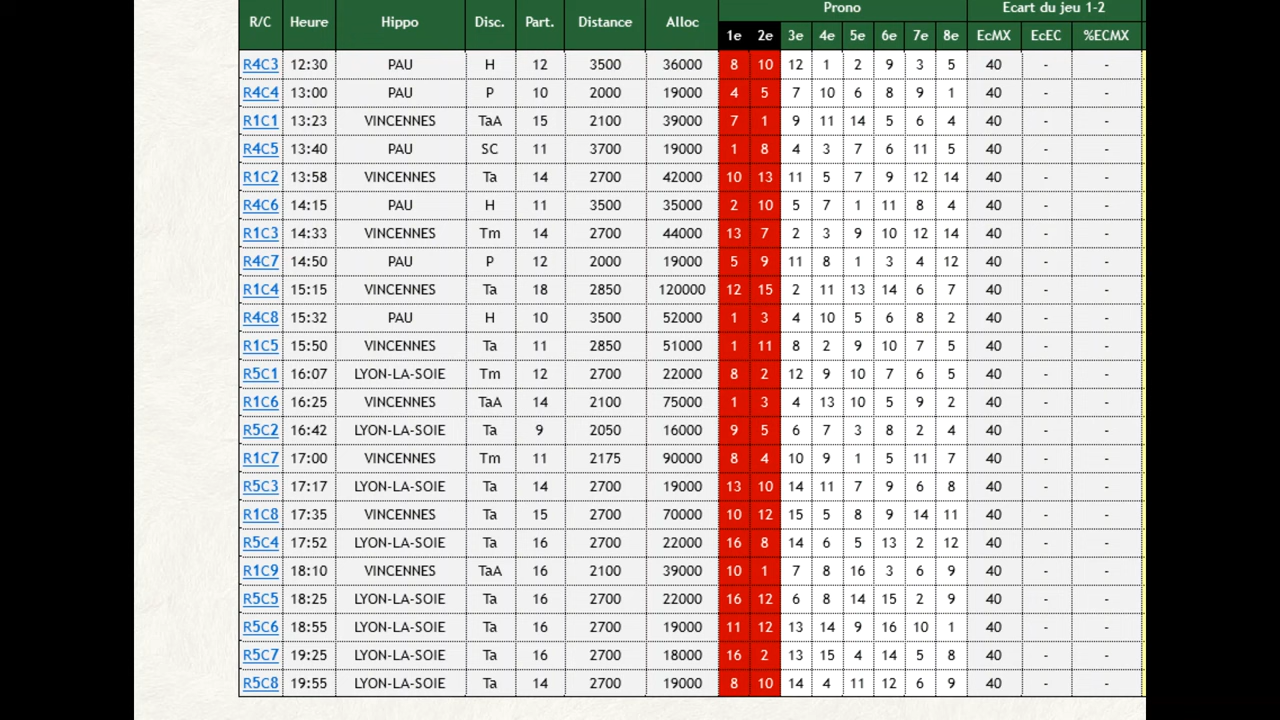 Prono Ecart du jeu 1-2
R/C Heure Hippo Disc. Part. Distance Alloc
1e 2e 3e 4e 5e 6e 7e 8e EcMX EcEC %ECMX
R4C3 12:30 PAU H 12 3500 36000 8 10 12 1 2 9 3 5 40 - -
R4C4 13:00 PAU P 10 2000 19000 4 5 7 10 6 8 9 1 40 - -
R1C1 13:23 VINCENNES TaA 15 2100 39000 7 1 9 11 14 5 6 4 40 - -
R4C5 13:40 PAU SC 11 3700 19000 1 8 4 3 7 6 11 5 40 - -
R1C2 13:58 VINCENNES Ta 14 2700 42000 10 13 11 5 7 9 12 14 40 - -
R4C6 14:15 PAU H 11 3500 35000 2 10 5 7 1 11 8 4 40 - -
R1C3 14:33 VINCENNES Tm 14 2700 44000 13 7 2 3 9 10 12 14 40 - -
R4C7 14:50 PAU P 12 2000 19000 5 9 11 8 1 3 4 12 40 - -
R1C4 15:15 VINCENNES Ta 18 2850 120000 12 15 2 11 13 14 6 7 40 - -
R4C8 15:32 PAU H 10 3500 52000 1 3 4 10 5 6 8 2 40 - -
R1C5 15:50 VINCENNES Ta 11 2850 51000 1 11 8 2 9 10 7 5 40 - -
R5C1 16:07 LYON-LA-SOIE Tm 12 2700 22000 8 2 12 9 10 7 6 5 40 - -
R1C6 16:25 VINCENNES TaA 14 2100 75000 1 3 4 13 10 5 9 2 40 - -
R5C2 16:42 LYON-LA-SOIE Ta 9 2050 16000 9 5 6 7 3 8 2 4 40 - -
R1C7 17:00 VINCENNES Tm 11 2175 90000 8 4 10 9 1 5 11 7 40 - -
R5C3 17:17 LYON-LA-SOIE Ta 14 2700 19000 13 10 14 11 7 9 6 8 40 - -
R1C8 17:35 VINCENNES Ta 15 2700 70000 10 12 15 5 8 9 14 11 40 - -
R5C4 17:52 LYON-LA-SOIE Ta 16 2700 22000 16 8 14 6 5 13 2 12 40 - -
R1C9 18:10 VINCENNES TaA 16 2100 39000 10 1 7 8 16 3 6 9 40 - -
R5C5 18:25 LYON-LA-SOIE Ta 16 2700 22000 16 12 6 8 14 15 2 9 40 - -
R5C6 18:55 LYON-LA-SOIE Ta 16 2700 19000 11 12 13 14 9 16 10 1 40 - -
R5C7 19:25 LYON-LA-SOIE Ta 16 2700 18000 16 2 13 15 4 14 5 8 40 - -
R5C8 19:55 LYON-LA-SOIE Ta 14 2700 19000 8 10 14 4 11 12 6 9 40 - -